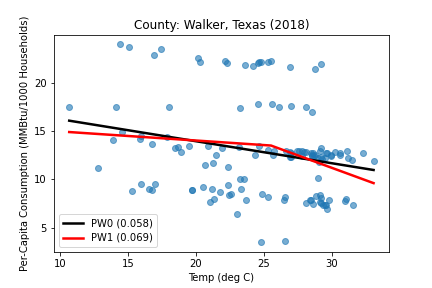 County: Walker, Texas (2018)
Per-Capita Consumption (MMBtu/1000 Households)
20
15
10
5
PW0 (0.058)
PW1 (0.069)
10 15 20 25 30
Temp (deg C)